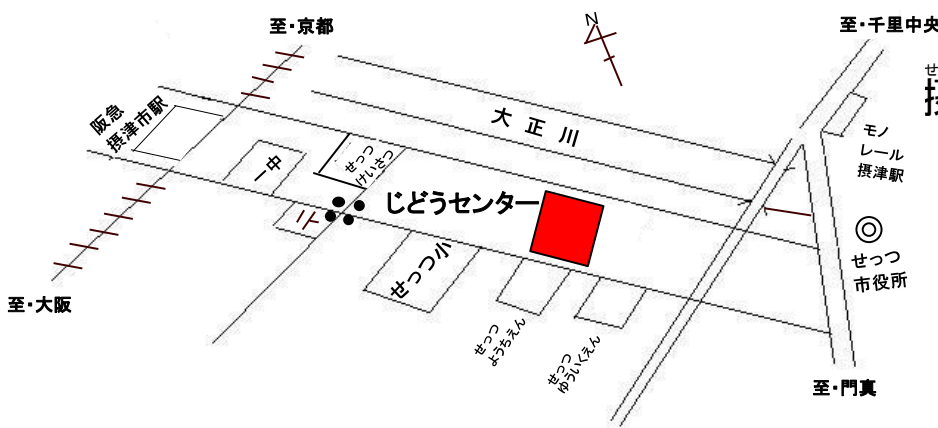 至・京都
至・千里中央
N
せ
阪急
摂津市駅
大正川
モノ
レール
摂津駅
一中
せっつ
けいさつ
じどうセンター
せっつ
市役所
せっつ小
至・大阪
せっつ
ようちえん
せっつ
ゆういくえん
至・門真